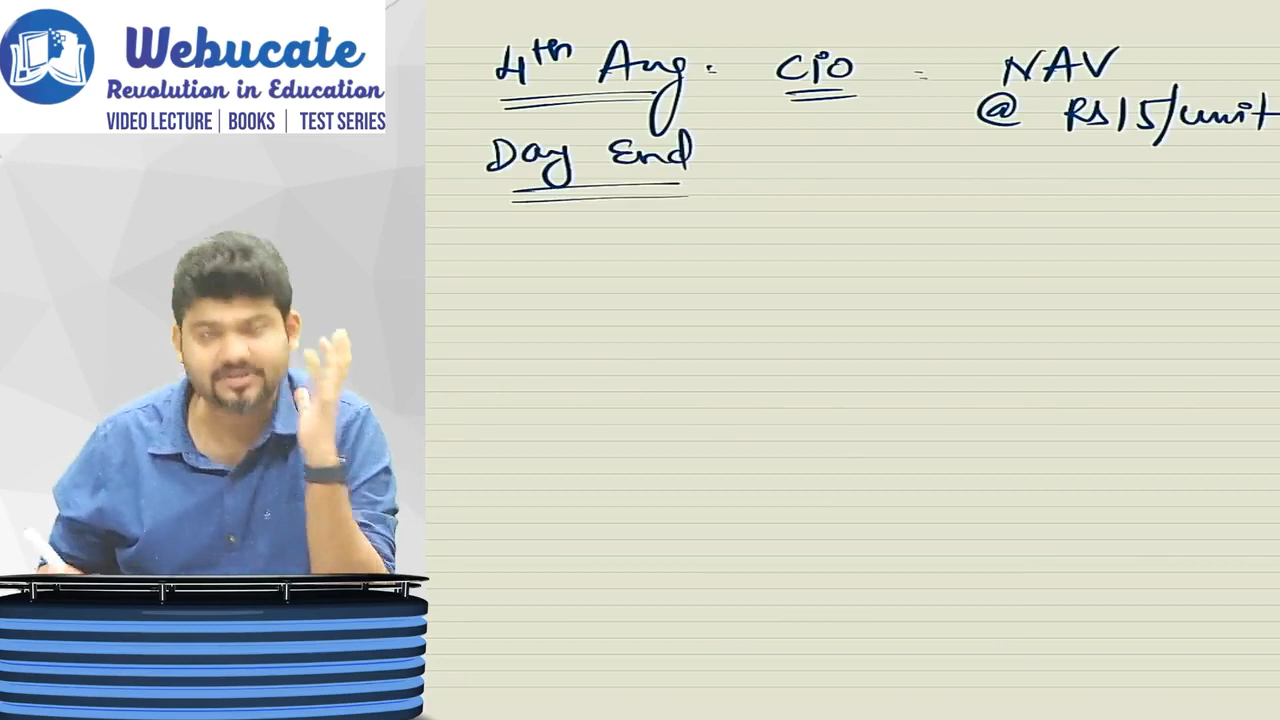 Webucate
Revolution in Education
VIDEO LECTURE | BOOKS | TEST SERIES
4th Aug. CIO = NAV
@ RS15/unit
Day End